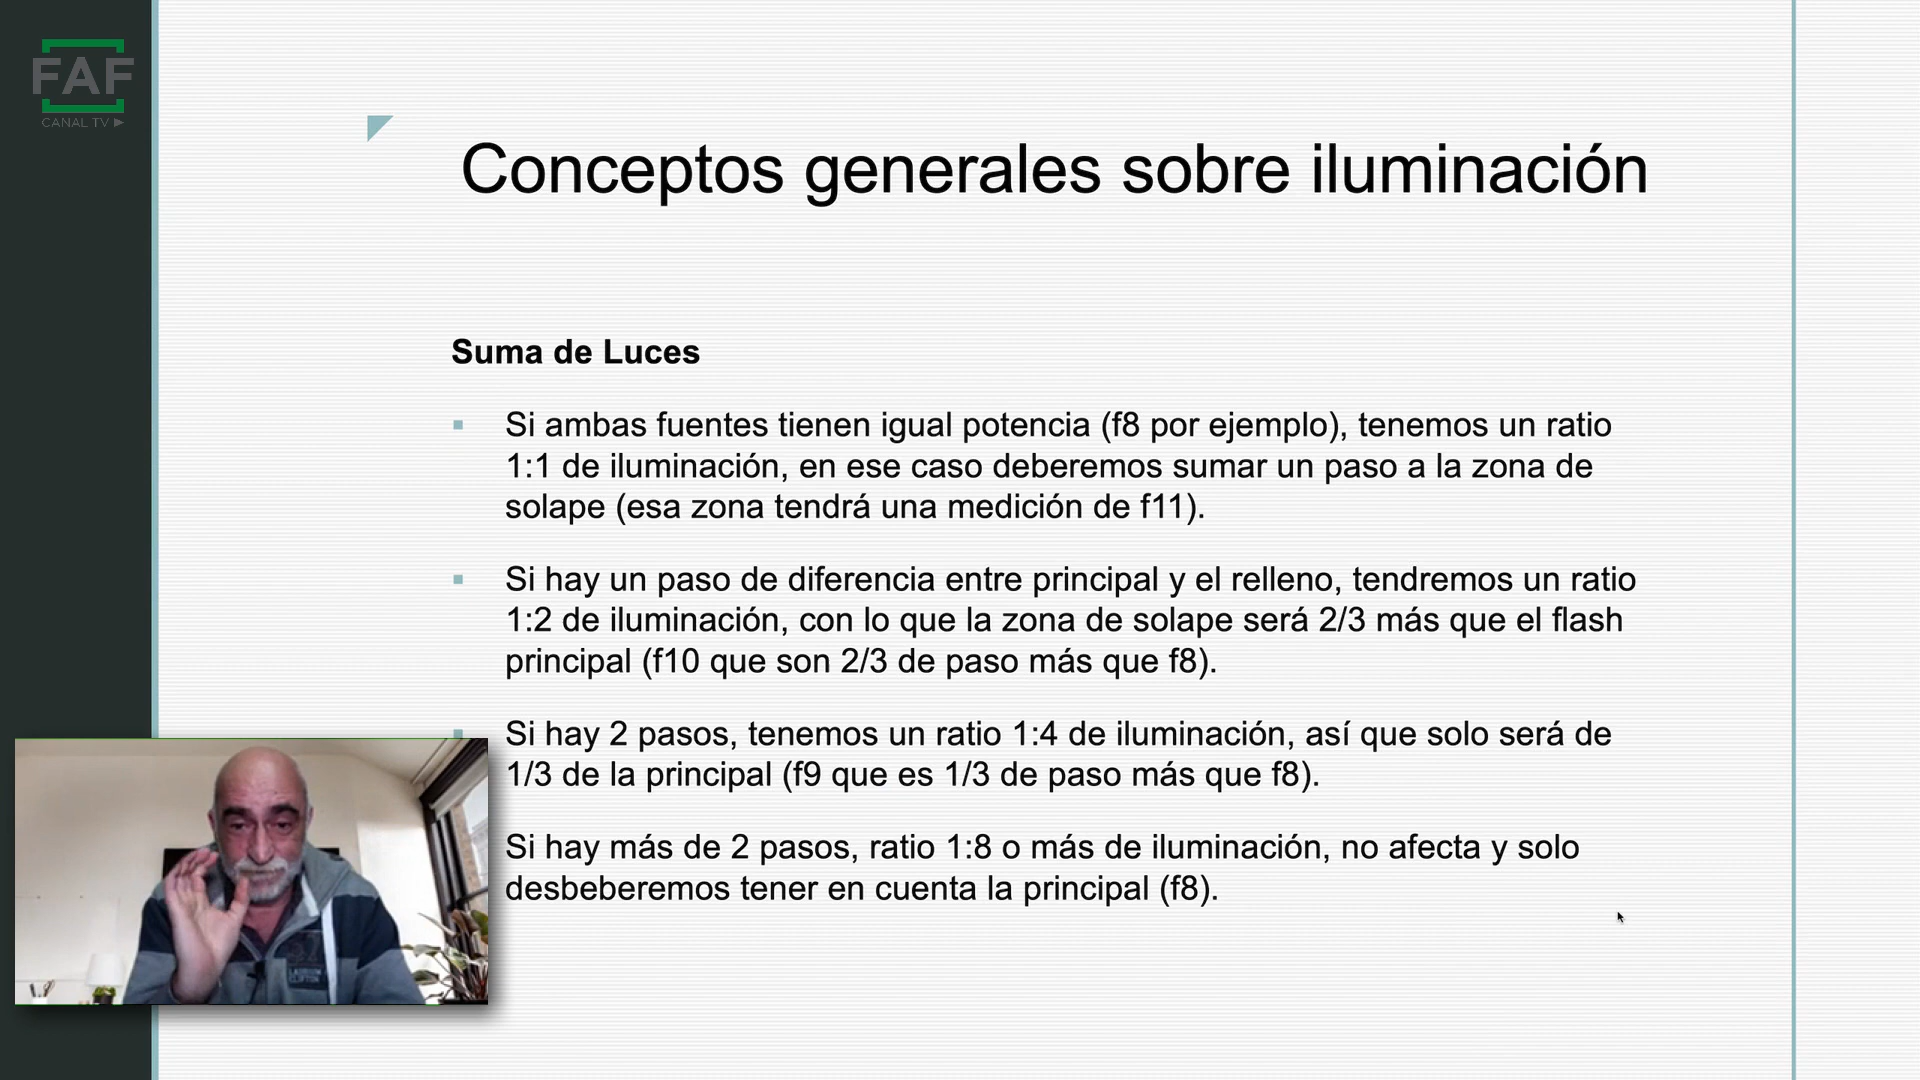 FAF
CANAL TV
Conceptos generales sobre iluminación
Suma de Luces
Si ambas fuentes tienen igual potencia (f8 por ejemplo), tenemos un ratio
1:1 de iluminación, en ese caso deberemos sumar un paso a la zona de
solape (esa zona tendrá una medición de f11).
Si hay un paso de diferencia entre principal y el relleno, tendremos un ratio
1:2 de iluminación, con lo que la zona de solape será 2/3 más que el flash
principal (f10 que son 2/3 de paso más que f8).
Si hay 2 pasos, tenemos un ratio 1:4 de iluminación, así que solo será de
1/3 de la principal (f9 que es 1/3 de paso más que f8).
Si hay más de 2 pasos, ratio 1:8 o más de iluminación, no afecta y solo
desbeberemos tener en cuenta la principal (f8).